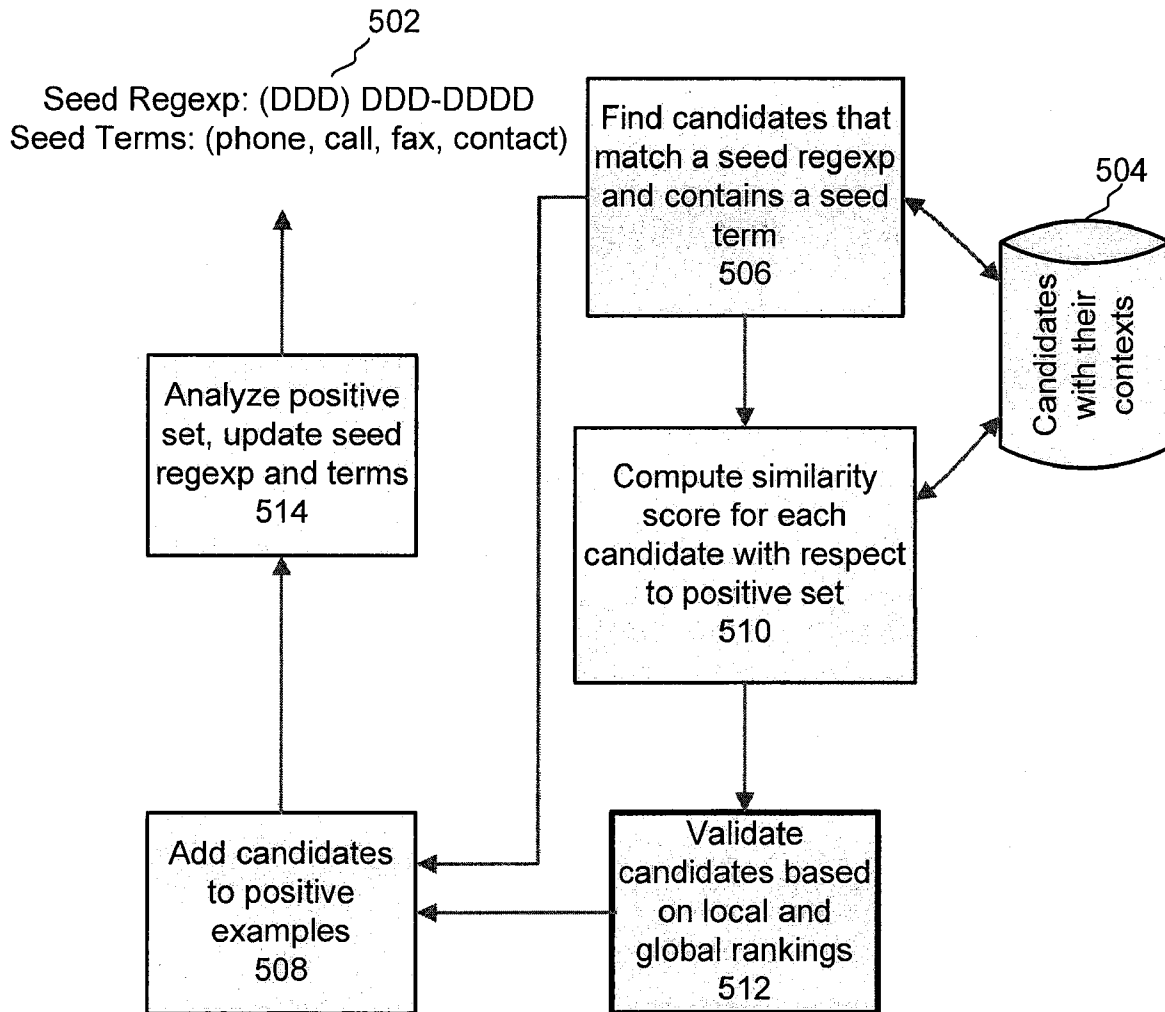 502
Seed Regexp: (DDD) DDD-DDDD
Seed Terms: (phone, call, fax, contact)
Find candidates that
match a seed regexp
and contains a seed
term
506
504
Candidates
with their
contexts
Analyze positive
set, update seed
regexp and terms
514
Compute similarity
score for each
candidate with respect
to positive set
510
Add candidates
to positive
examples
508
Validate
candidates based
on local and
global rankings
512